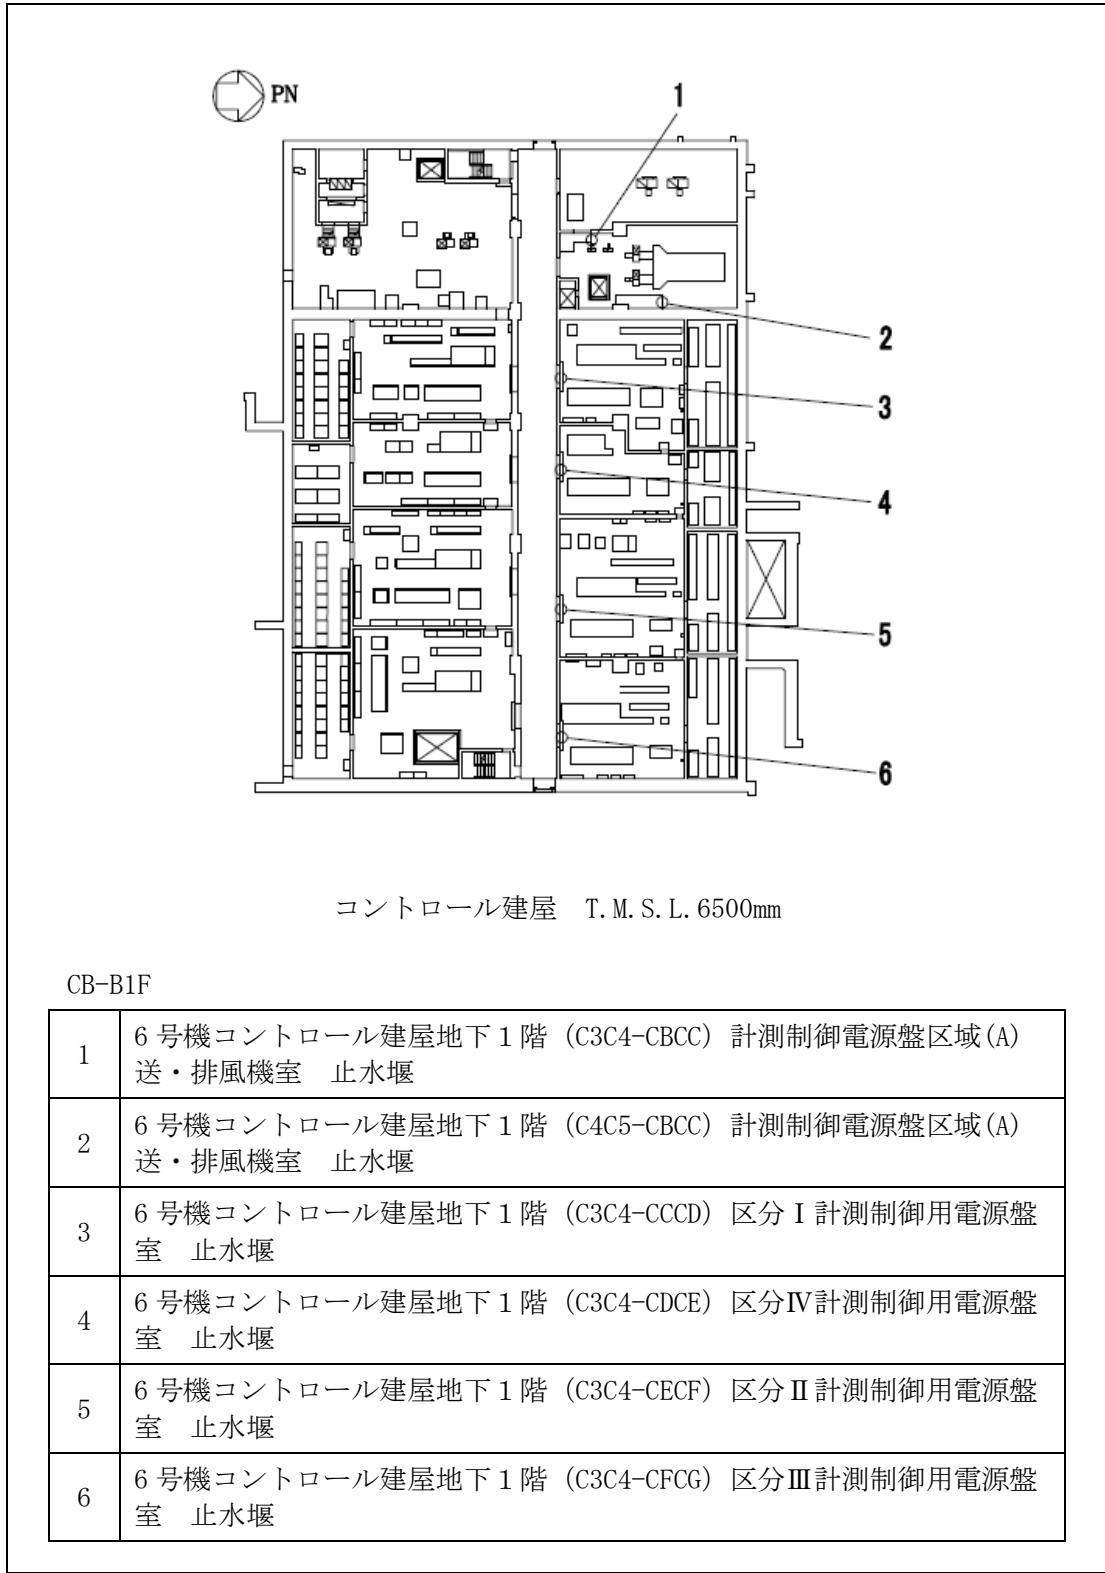 PN
1
2
3
4
5
6
コントロール建屋　T.M.S.L.6500mm
CB-B1F
1
6号機コントロール建屋地下1階（C3C4-CBCC）計測制御電源盤区域(A)
送・排風機室　止水堰
2
6号機コントロール建屋地下1階（C4C5-CBCC）計測制御電源盤区域(A)
送・排風機室　止水堰
3
6号機コントロール建屋地下1階（C3C4-CCCD）区分Ⅰ計測制御用電源盤
室　止水堰
4
6号機コントロール建屋地下1階（C3C4-CDCE）区分Ⅳ計測制御用電源盤
室　止水堰
5
6号機コントロール建屋地下1階（C3C4-CECF）区分Ⅱ計測制御用電源盤
室　止水堰
6
6号機コントロール建屋地下1階（C3C4-CFCG）区分Ⅲ計測制御用電源盤
室　止水堰